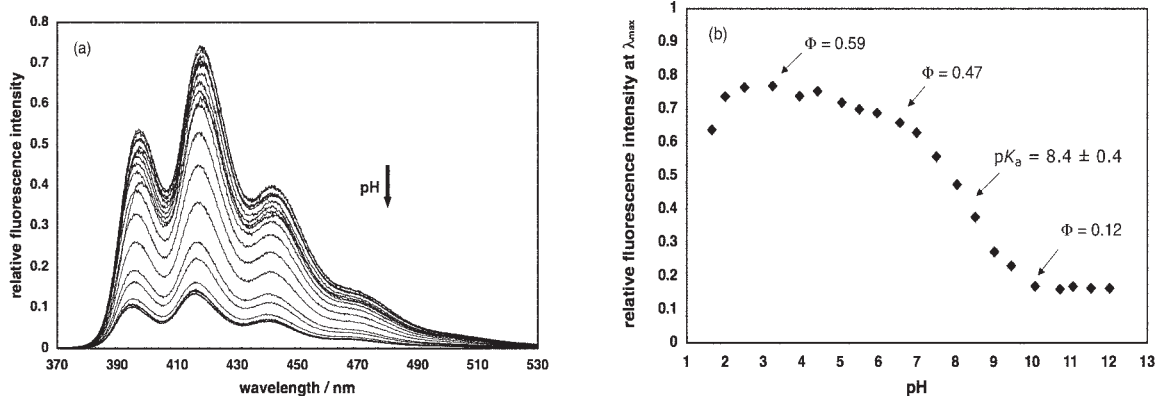 (a)
relative fluorescence intensity
0.8
0.7
0.6
0.5
0.4
0.3
0.2
0.1
0
pH
370 390 410 430 450 470 490 510 530
wavelength / nm
(b)
relative fluorescence intensity at λmax
1
0.9
0.8
0.7
0.6
0.5
0.4
0.3
0.2
0.1
0
Φ = 0.59
Φ = 0.47
pKa = 8.4 ± 0.4
Φ = 0.12
1 2 3 4 5 6 7 8 9 10 11 12 13
pH